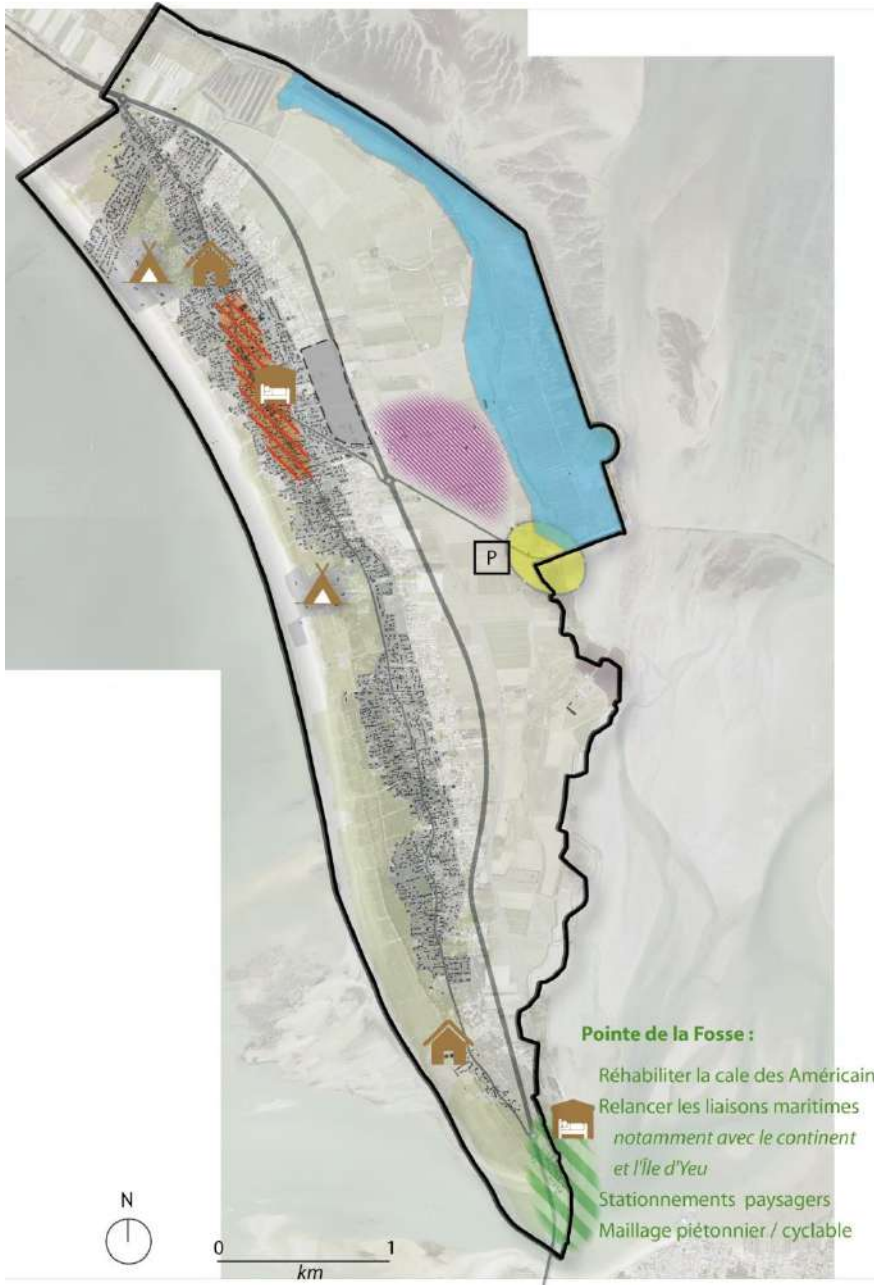 P
Pointe de la Fosse :
Réhabiliter la cale des Américain
Relancer les liaisons maritimes
notamment avec le continent
et l'Île d'Yeu
Stationnements paysagers
Maillage piétonnier / cyclable
N
0 1
km